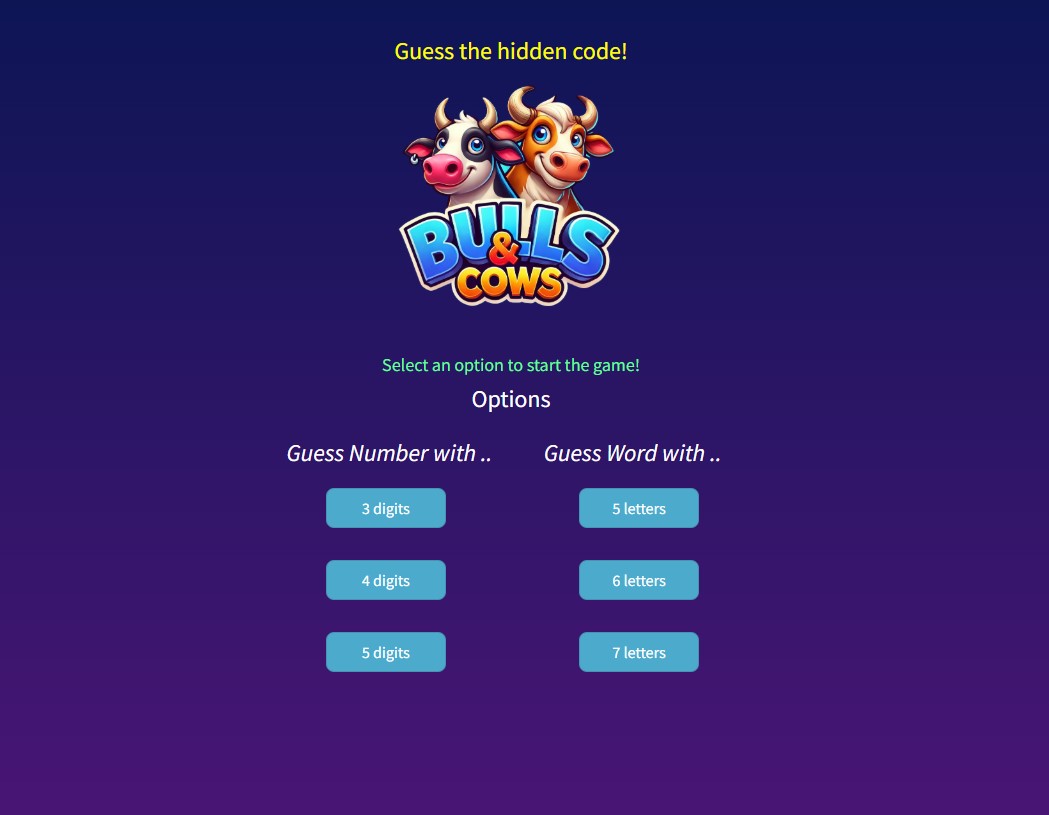 Guess the hidden code!
BULLS
&
COWS
Select an option to start the game!
Options
Guess Number with ..
Guess Word with ..
3 digits
5 letters
4 digits
6 letters
5 digits
7 letters